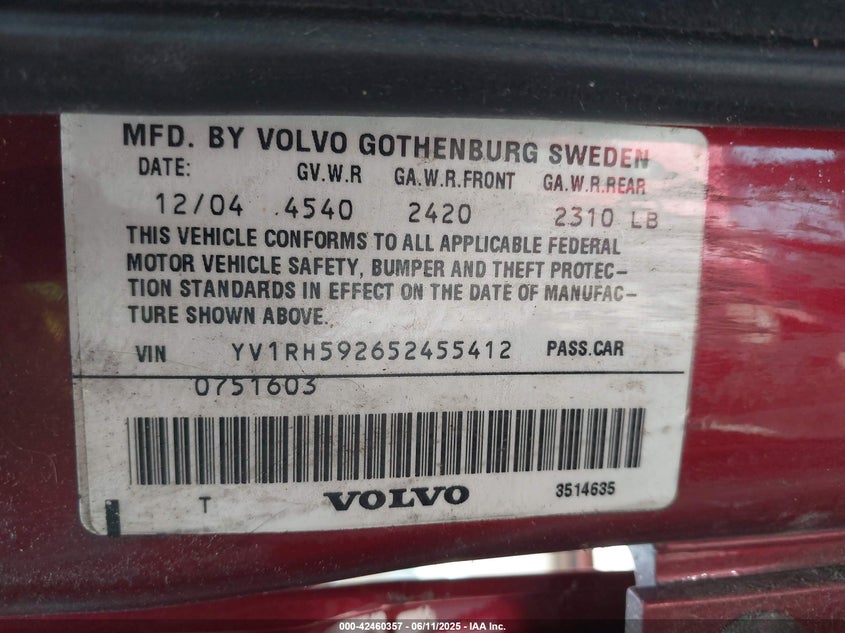 MFD. BY VOLVO GOTHENBURG SWEDEN
DATE: GV.W.R GA.W.R.FRONT GA.W.R.REAR
12/04 4540 2420 2310 LB
THIS VEHICLE CONFORMS TO ALL APPLICABLE FEDERAL
MOTOR VEHICLE SAFETY, BUMPER AND THEFT PROTEC-
TION STANDARDS IN EFFECT ON THE DATE OF MANUFAC-
TURE SHOWN ABOVE.
VIN YV1RH592652455412 PASS.CAR
0751603
T VOLVO 3514635
000-42460357 - 06/11/2025 - IAA Inc.